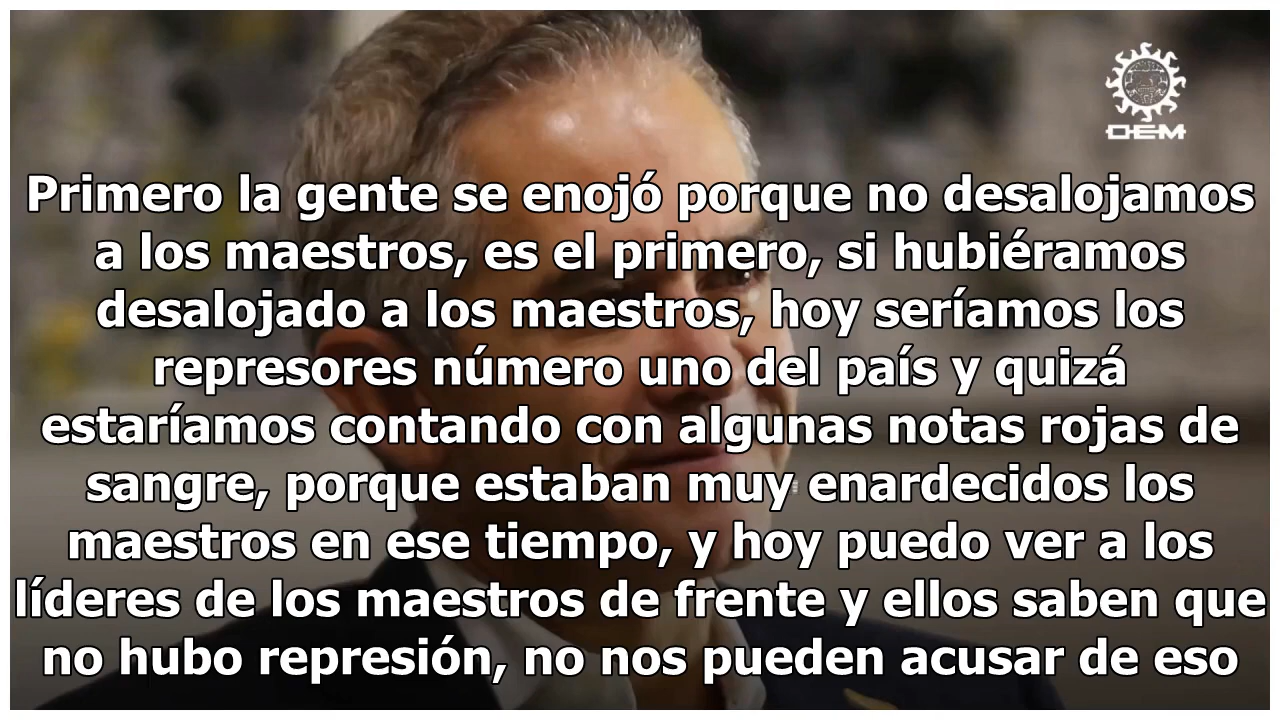 OEM
Primero la gente se enojó porque no desalojamos
a los maestros, es el primero, si hubiéramos
desalojado a los maestros, hoy seríamos los
represores número uno del país y quizá
estaríamos contando con algunas notas rojas de
sangre, porque estaban muy enardecidos los
maestros en ese tiempo, y hoy puedo ver a los
líderes de los maestros de frente y ellos saben que
no hubo represión, no nos pueden acusar de eso